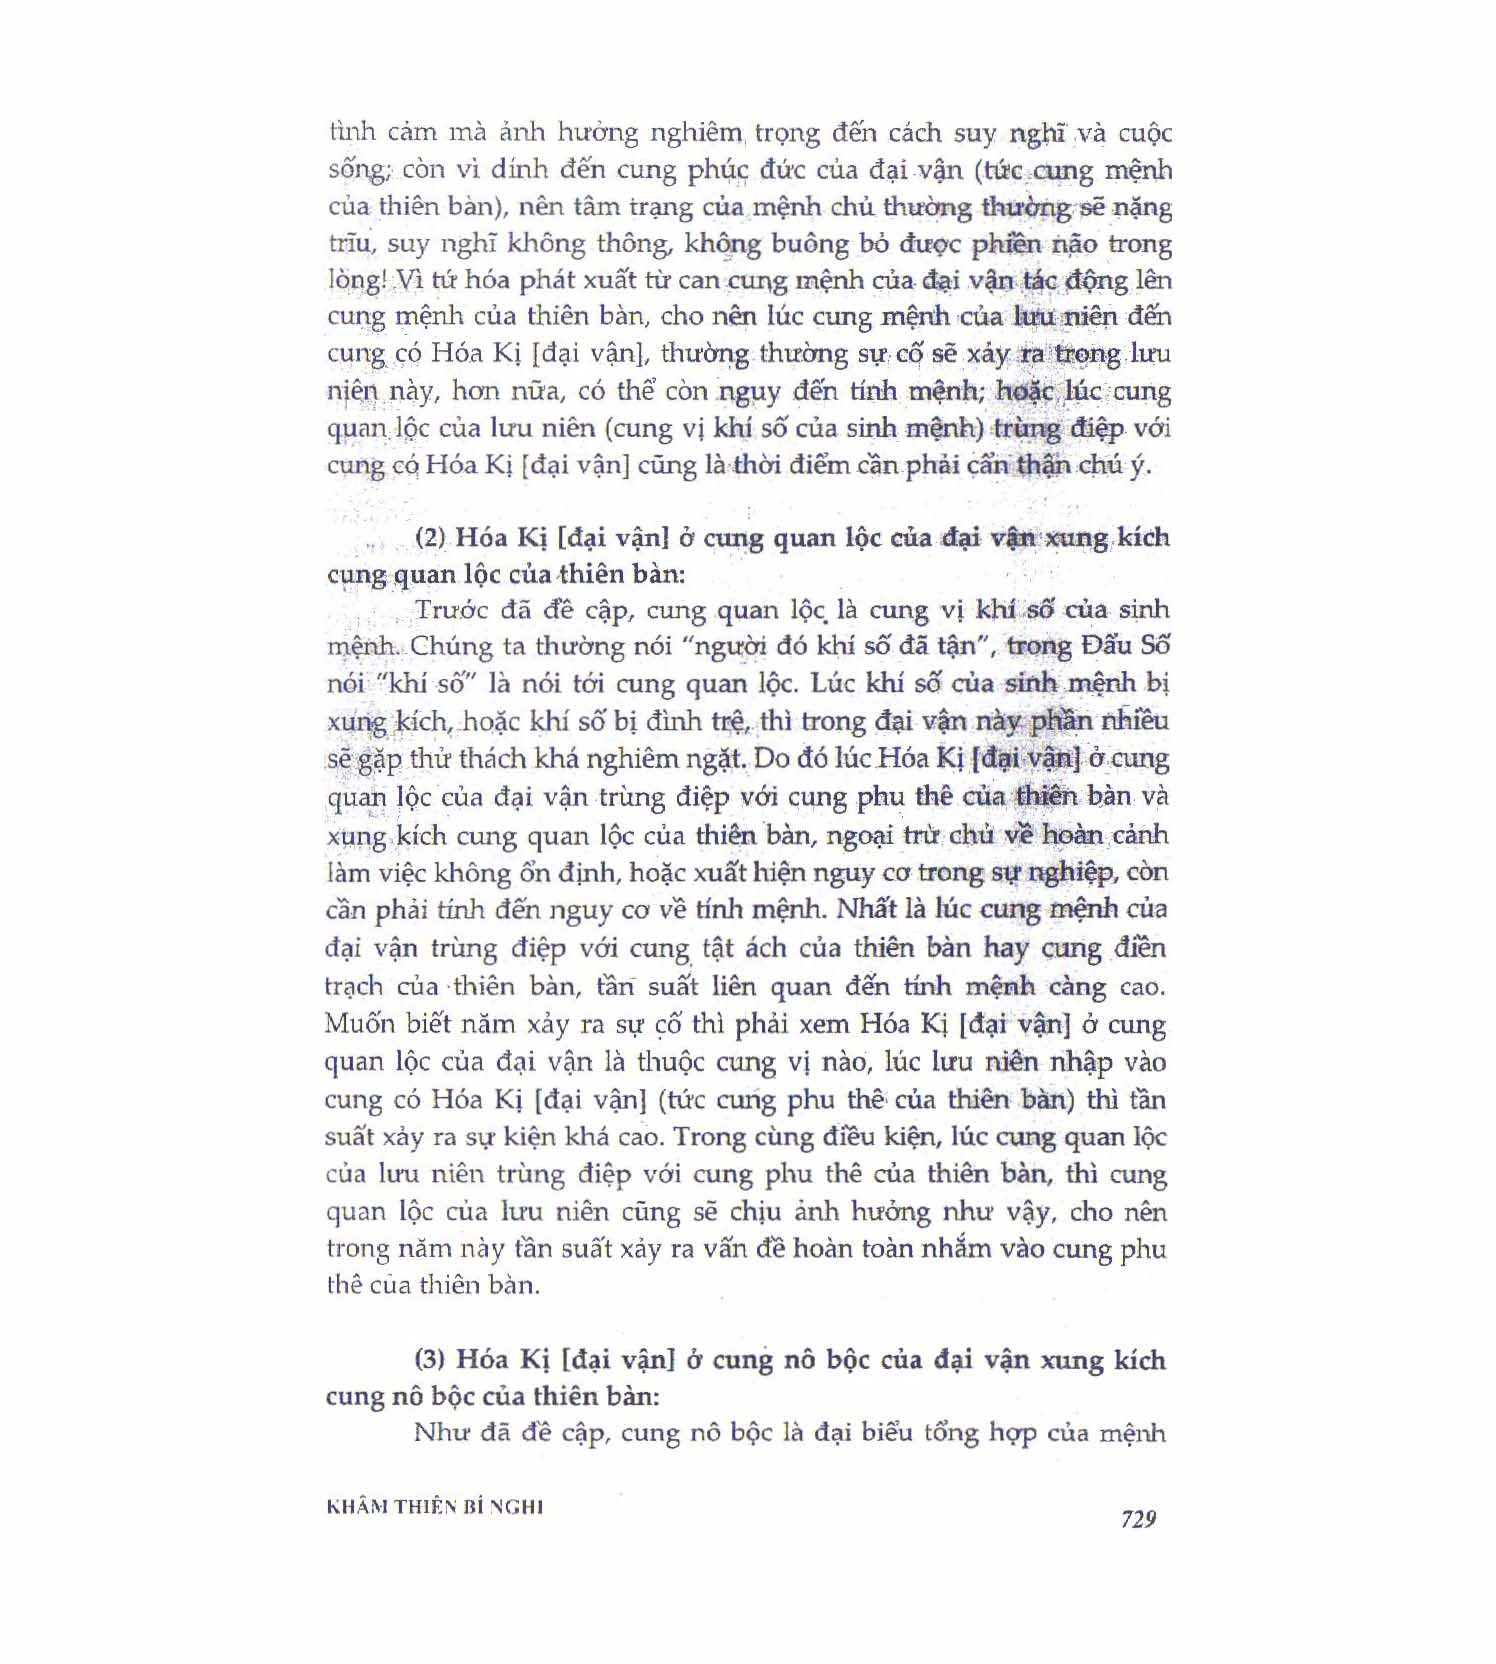 tình cảm mà ảnh hưởng nghiêm trọng đến cách suy nghĩ và cuộc
sống; còn vì dính đến cung phúc đức của đại vận (tức cung mệnh
của thiên bàn), nên tâm trạng của mệnh chủ thường thường sẽ nặng
trĩu, suy nghĩ không thông, không buông bỏ được phiền não trong
lòng! Vì tứ hóa phát xuất từ can cung mệnh của đại vận tác động lên
cung mệnh của thiên bàn, cho nên lúc cung mệnh của lưu niên đến
cung có Hóa Kị [đại vận], thường thường sự cố sẽ xảy ra trong lưu
niên này, hơn nữa, có thể còn nguy đến tính mệnh; hoặc lúc cung
quan lộc của lưu niên (cung vị khí số của sinh mệnh) trùng điệp với
cung có Hóa Kị [đại vận] cũng là thời điểm cần phải cẩn thận chú ý.
(2) Hóa Kị [đại vận] ở cung quan lộc của đại vận xung kích
cung quan lộc của thiên bàn:
Trước đã đề cập, cung quan lộc là cung vị khí số của sinh
mệnh. Chúng ta thường nói "người đó khí số đã tận", trong Đẩu Số
nói "khí số" là nói tới cung quan lộc. Lúc khí số của sinh mệnh bị
xung kích, hoặc khí số bị đình trệ, thì trong đại vận này phần nhiều
sẽ gặp thử thách khá nghiêm ngặt. Do đó lúc Hóa Kị [đại vận] ở cung
quan lộc của đại vận trùng điệp với cung phu thê của thiên bàn và
xung kích cung quan lộc của thiên bàn, ngoại trừ chủ về hoàn cảnh
làm việc không ổn định, hoặc xuất hiện nguy cơ trong sự nghiệp, còn
cần phải tính đến nguy cơ về tính mệnh. Nhất là lúc cung mệnh của
đại vận trùng điệp với cung tật ách của thiên bàn hay cung điền
trạch của thiên bàn, tần suất liên quan đến tính mệnh càng cao.
Muốn biết năm xảy ra sự cố thì phải xem Hóa Kị [đại vận] ở cung
quan lộc của đại vận là thuộc cung vị nào, lúc lưu niên nhập vào
cung có Hóa Kị [đại vận] (tức cung phu thê của thiên bàn) thì tần
suất xảy ra sự kiện khá cao. Trong cùng điều kiện, lúc cung quan lộc
của lưu niên trùng điệp với cung phu thê của thiên bàn, thì cung
quan lộc của lưu niên cũng sẽ chịu ảnh hưởng như vậy, cho nên
trong năm này tần suất xảy ra vấn đề hoàn toàn nhắm vào cung phu
thê của thiên bàn.
(3) Hóa Kị [đại vận] ở cung nô bộc của đại vận xung kích
cung nô bộc của thiên bàn:
Như đã đề cập, cung nô bộc là đại biểu tổng hợp của mệnh
KHÂM THIÊN BÍ NGHI
729